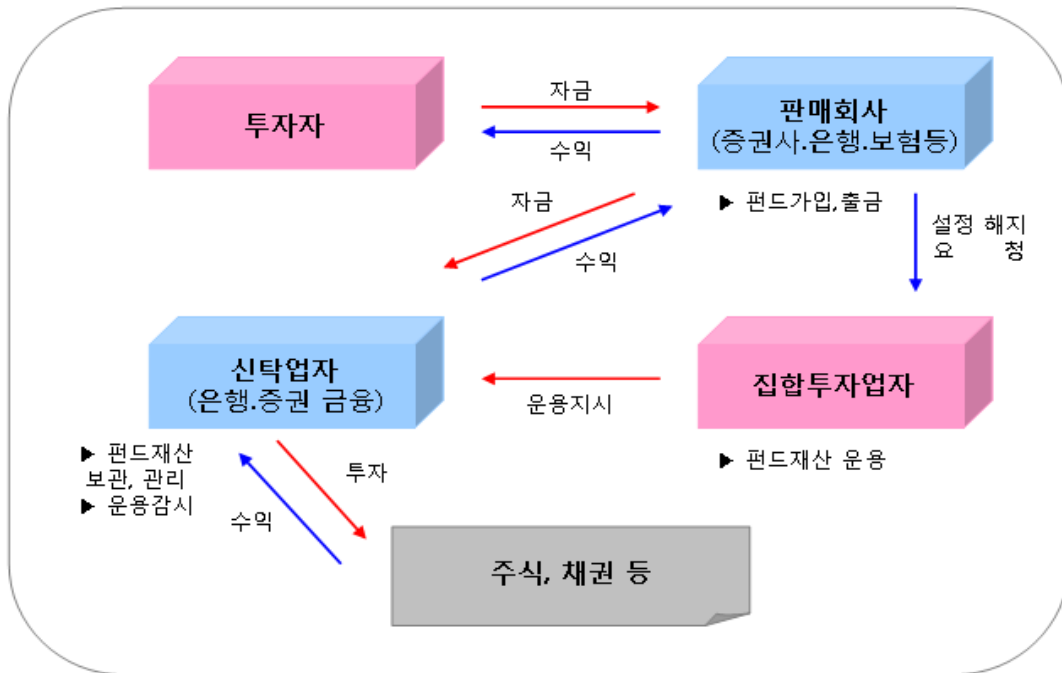 투자자
자금
수익
판매회사
(증권사.은행.보험등)
▶ 펀드가입,출금
자금
수익
설정 해지
요 청
신탁업자
(은행.증권 금융)
운용지시
집합투자업자
▶ 펀드재산
보관, 관리
▶ 운용감시
▶ 펀드재산 운용
투자
수익
주식, 채권 등